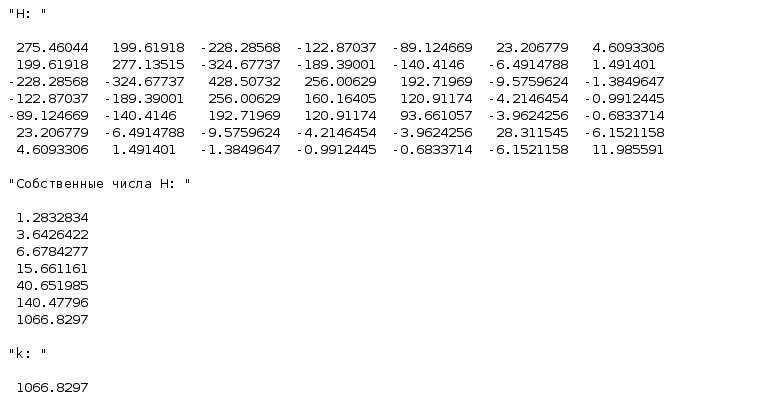 "H: "
275.46044 199.61918 -228.28568 -122.87037 -89.124669 23.206779 4.6093306
199.61918 277.13515 -324.67737 -189.39001 -140.4146 -6.4914788 1.491401
-228.28568 -324.67737 428.50732 256.00629 192.71969 -9.5759624 -1.3849647
-122.87037 -189.39001 256.00629 160.16405 120.91174 -4.2146454 -0.9912445
-89.124669 -140.4146 192.71969 120.91174 93.661057 -3.9624256 -0.6833714
23.206779 -6.4914788 -9.5759624 -4.2146454 -3.9624256 28.311545 -6.1521158
4.6093306 1.491401 -1.3849647 -0.9912445 -0.6833714 -6.1521158 11.985591
"Собственные числа H: "
1.2832834
3.6426422
6.6784277
15.661161
40.651985
140.47796
1066.8297
"k: "
1066.8297